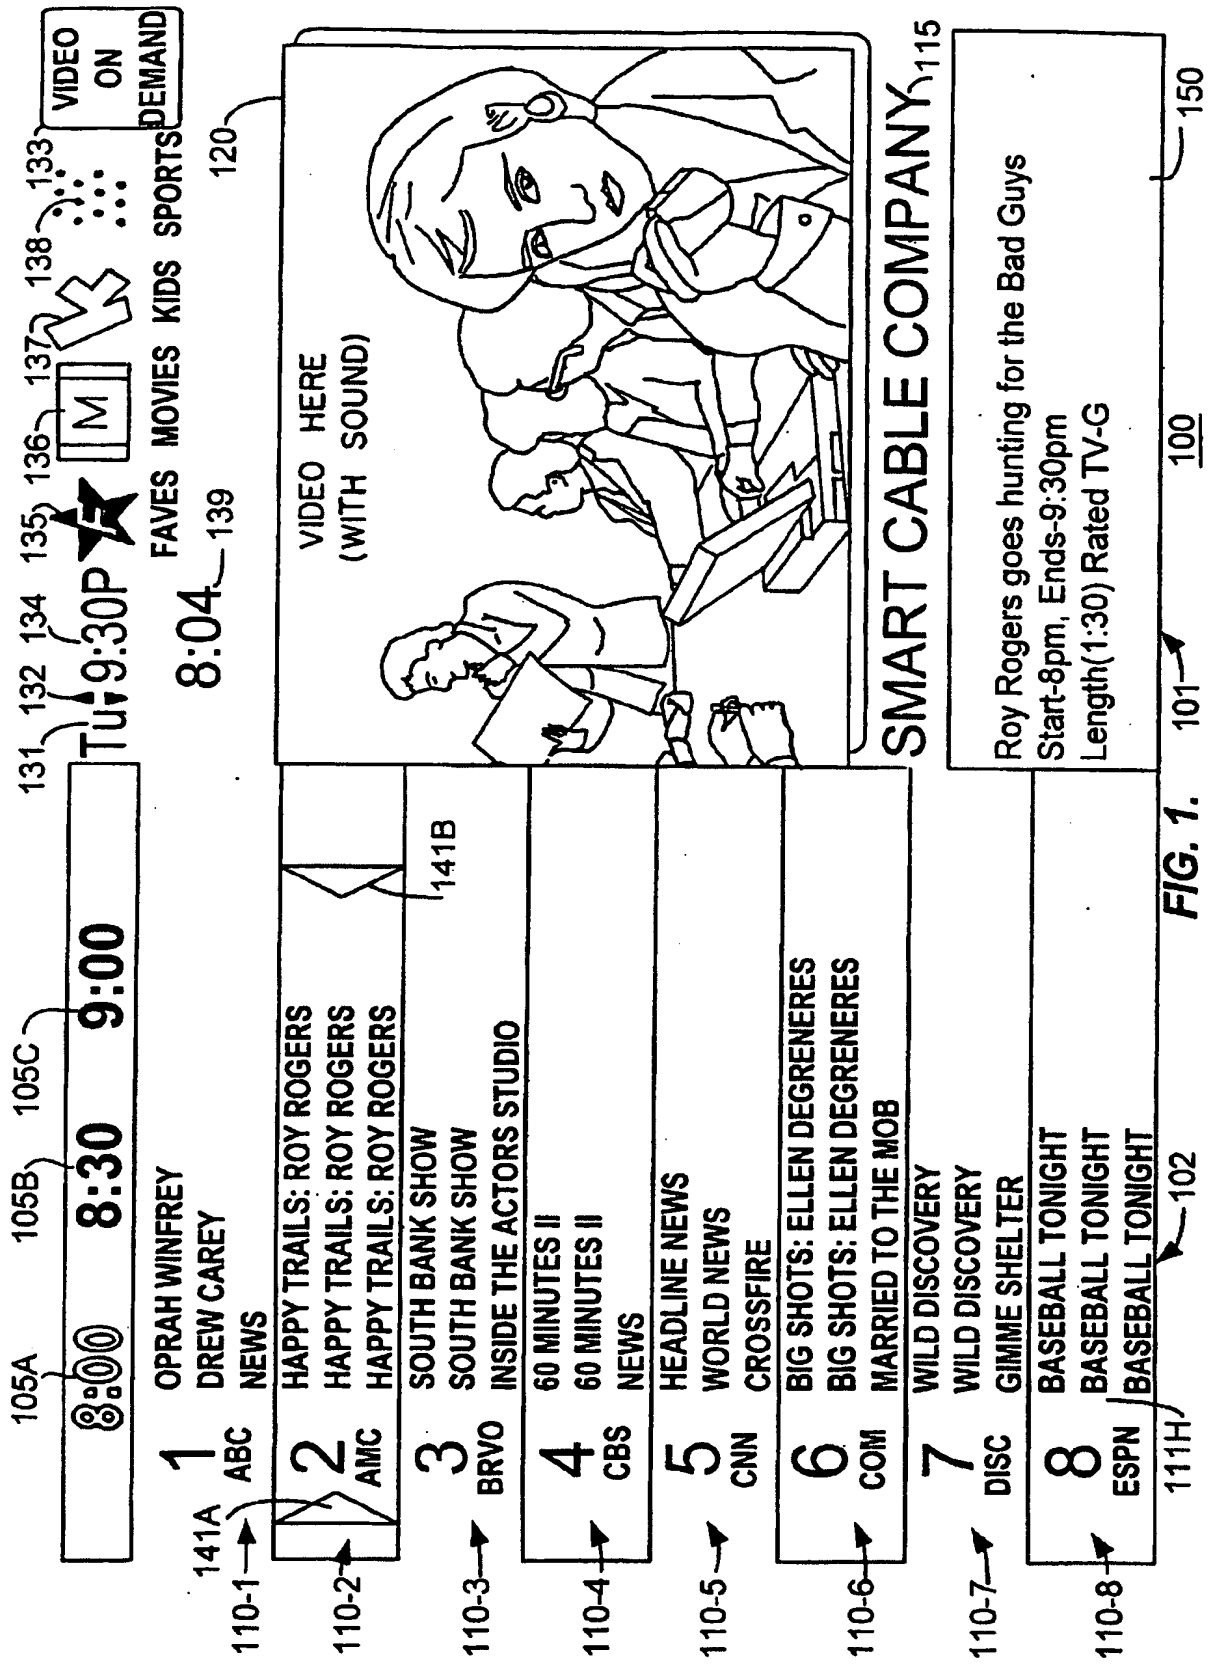 105A
105B
105C
131
132
134
135
136
137
138
133
8:00
8:30
9:00
Tu
9:30P
F
M
K
VIDEO
ON
DEMAND
FAVES MOVIES KIDS SPORTS
8:04
139
120
141A
110-1
1
ABC
OPRAH WINFREY
DREW CAREY
NEWS
110-2
2
AMC
HAPPY TRAILS: ROY ROGERS
HAPPY TRAILS: ROY ROGERS
HAPPY TRAILS: ROY ROGERS
141B
110-3
3
BRVO
SOUTH BANK SHOW
SOUTH BANK SHOW
INSIDE THE ACTORS STUDIO
110-4
4
CBS
60 MINUTES II
60 MINUTES II
NEWS
110-5
5
CNN
HEADLINE NEWS
WORLD NEWS
CROSSFIRE
110-6
6
COM
BIG SHOTS: ELLEN DEGRENERES
BIG SHOTS: ELLEN DEGRENERES
MARRIED TO THE MOB
110-7
7
DISC
WILD DISCOVERY
WILD DISCOVERY
GIMME SHELTER
110-8
8
ESPN
BASEBALL TONIGHT
BASEBALL TONIGHT
BASEBALL TONIGHT
111H
102
VIDEO HERE
(WITH SOUND)
SMART CABLE COMPANY
115
Roy Rogers goes hunting for the Bad Guys
Start-8pm, Ends-9:30pm
Length(1:30) Rated TV-G
150
101
100
FIG. 1.